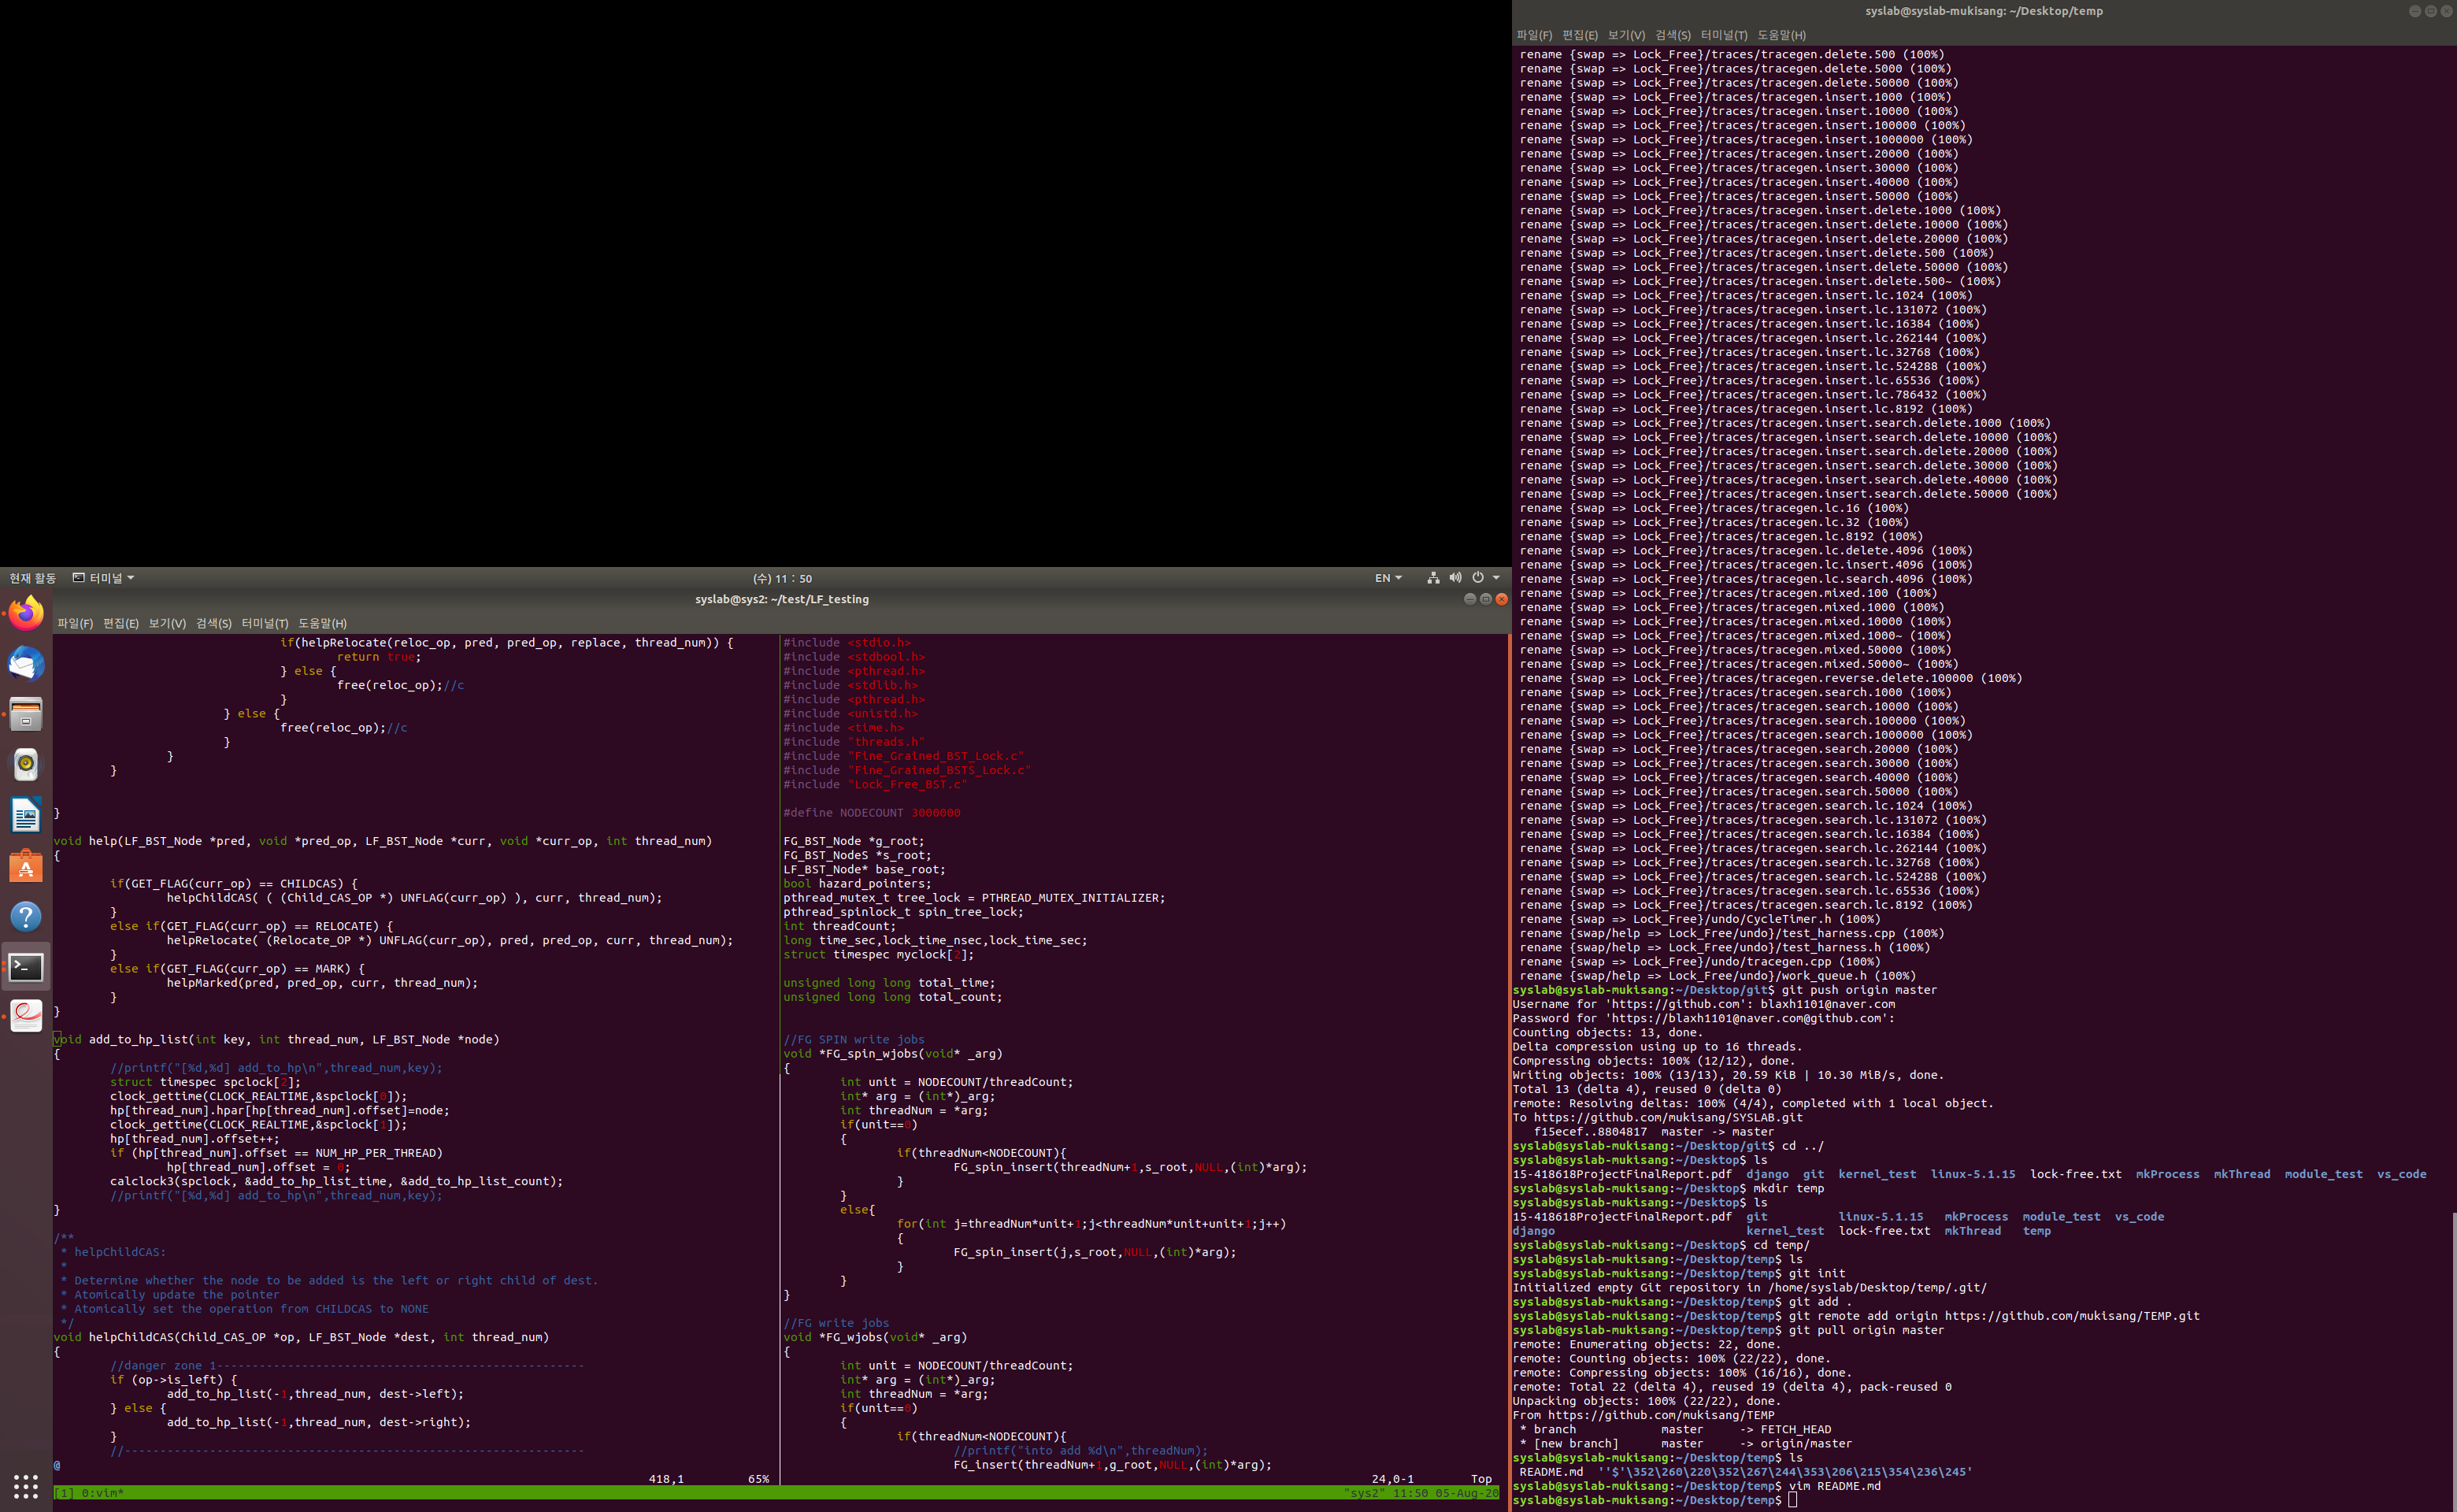 syslab@syslab-mukisang: ~/Desktop/temp
파일(F) 편집(E) 보기(V) 검색(S) 터미널(T) 도움말(H)
rename {swap => Lock_Free}/traces/tracegen.delete.500 (100%)
rename {swap => Lock_Free}/traces/tracegen.delete.5000 (100%)
rename {swap => Lock_Free}/traces/tracegen.delete.50000 (100%)
rename {swap => Lock_Free}/traces/tracegen.insert.1000 (100%)
rename {swap => Lock_Free}/traces/tracegen.insert.10000 (100%)
rename {swap => Lock_Free}/traces/tracegen.insert.100000 (100%)
rename {swap => Lock_Free}/traces/tracegen.insert.1000000 (100%)
rename {swap => Lock_Free}/traces/tracegen.insert.20000 (100%)
rename {swap => Lock_Free}/traces/tracegen.insert.30000 (100%)
rename {swap => Lock_Free}/traces/tracegen.insert.40000 (100%)
rename {swap => Lock_Free}/traces/tracegen.insert.50000 (100%)
rename {swap => Lock_Free}/traces/tracegen.insert.delete.1000 (100%)
rename {swap => Lock_Free}/traces/tracegen.insert.delete.10000 (100%)
rename {swap => Lock_Free}/traces/tracegen.insert.delete.20000 (100%)
rename {swap => Lock_Free}/traces/tracegen.insert.delete.500 (100%)
rename {swap => Lock_Free}/traces/tracegen.insert.delete.50000 (100%)
rename {swap => Lock_Free}/traces/tracegen.insert.delete.500~ (100%)
rename {swap => Lock_Free}/traces/tracegen.insert.lc.1024 (100%)
rename {swap => Lock_Free}/traces/tracegen.insert.lc.131072 (100%)
rename {swap => Lock_Free}/traces/tracegen.insert.lc.16384 (100%)
rename {swap => Lock_Free}/traces/tracegen.insert.lc.262144 (100%)
rename {swap => Lock_Free}/traces/tracegen.insert.lc.32768 (100%)
rename {swap => Lock_Free}/traces/tracegen.insert.lc.524288 (100%)
rename {swap => Lock_Free}/traces/tracegen.insert.lc.65536 (100%)
rename {swap => Lock_Free}/traces/tracegen.insert.lc.786432 (100%)
rename {swap => Lock_Free}/traces/tracegen.insert.lc.8192 (100%)
rename {swap => Lock_Free}/traces/tracegen.insert.search.delete.1000 (100%)
rename {swap => Lock_Free}/traces/tracegen.insert.search.delete.10000 (100%)
rename {swap => Lock_Free}/traces/tracegen.insert.search.delete.20000 (100%)
rename {swap => Lock_Free}/traces/tracegen.insert.search.delete.30000 (100%)
rename {swap => Lock_Free}/traces/tracegen.insert.search.delete.40000 (100%)
rename {swap => Lock_Free}/traces/tracegen.insert.search.delete.50000 (100%)
rename {swap => Lock_Free}/traces/tracegen.lc.16 (100%)
rename {swap => Lock_Free}/traces/tracegen.lc.32 (100%)
rename {swap => Lock_Free}/traces/tracegen.lc.8192 (100%)
rename {swap => Lock_Free}/traces/tracegen.lc.delete.4096 (100%)
rename {swap => Lock_Free}/traces/tracegen.lc.insert.4096 (100%)
rename {swap => Lock_Free}/traces/tracegen.lc.search.4096 (100%)
rename {swap => Lock_Free}/traces/tracegen.mixed.100 (100%)
rename {swap => Lock_Free}/traces/tracegen.mixed.1000 (100%)
rename {swap => Lock_Free}/traces/tracegen.mixed.10000 (100%)
rename {swap => Lock_Free}/traces/tracegen.mixed.1000~ (100%)
rename {swap => Lock_Free}/traces/tracegen.mixed.50000 (100%)
rename {swap => Lock_Free}/traces/tracegen.mixed.50000~ (100%)
rename {swap => Lock_Free}/traces/tracegen.reverse.delete.100000 (100%)
rename {swap => Lock_Free}/traces/tracegen.search.1000 (100%)
rename {swap => Lock_Free}/traces/tracegen.search.10000 (100%)
rename {swap => Lock_Free}/traces/tracegen.search.100000 (100%)
rename {swap => Lock_Free}/traces/tracegen.search.1000000 (100%)
rename {swap => Lock_Free}/traces/tracegen.search.20000 (100%)
rename {swap => Lock_Free}/traces/tracegen.search.30000 (100%)
rename {swap => Lock_Free}/traces/tracegen.search.40000 (100%)
rename {swap => Lock_Free}/traces/tracegen.search.50000 (100%)
rename {swap => Lock_Free}/traces/tracegen.search.lc.1024 (100%)
rename {swap => Lock_Free}/traces/tracegen.search.lc.131072 (100%)
rename {swap => Lock_Free}/traces/tracegen.search.lc.16384 (100%)
rename {swap => Lock_Free}/traces/tracegen.search.lc.262144 (100%)
rename {swap => Lock_Free}/traces/tracegen.search.lc.32768 (100%)
rename {swap => Lock_Free}/traces/tracegen.search.lc.524288 (100%)
rename {swap => Lock_Free}/traces/tracegen.search.lc.65536 (100%)
rename {swap => Lock_Free}/traces/tracegen.search.lc.8192 (100%)
rename {swap => Lock_Free}/undo/CycleTimer.h (100%)
rename {swap/help => Lock_Free/undo}/test_harness.cpp (100%)
rename {swap/help => Lock_Free/undo}/test_harness.h (100%)
rename {swap => Lock_Free}/undo/tracegen.cpp (100%)
rename {swap/help => Lock_Free/undo}/work_queue.h (100%)
syslab@syslab-mukisang:~/Desktop/git$ git push origin master
Username for 'https://github.com': blaxh1101@naver.com
Password for 'https://blaxh1101@naver.com@github.com':
Counting objects: 13, done.
Delta compression using up to 16 threads.
Compressing objects: 100% (12/12), done.
Writing objects: 100% (13/13), 20.59 KiB | 10.30 MiB/s, done.
Total 13 (delta 4), reused 0 (delta 0)
remote: Resolving deltas: 100% (4/4), completed with 1 local object.
To https://github.com/mukisang/SYSLAB.git
f15ecef..8804817  master -> master
syslab@syslab-mukisang:~/Desktop/git$ cd ../
syslab@syslab-mukisang:~/Desktop$ ls
15-418618ProjectFinalReport.pdf  django  git  kernel_test  linux-5.1.15  lock-free.txt  mkProcess  mkThread  module_test  vs_code
syslab@syslab-mukisang:~/Desktop$ mkdir temp
syslab@syslab-mukisang:~/Desktop$ ls
15-418618ProjectFinalReport.pdf  git          linux-5.1.15   mkProcess  module_test  vs_code
django                           kernel_test  lock-free.txt  mkThread   temp
syslab@syslab-mukisang:~/Desktop$ cd temp/
syslab@syslab-mukisang:~/Desktop/temp$ ls
syslab@syslab-mukisang:~/Desktop/temp$ git init
Initialized empty Git repository in /home/syslab/Desktop/temp/.git/
syslab@syslab-mukisang:~/Desktop/temp$ git add .
syslab@syslab-mukisang:~/Desktop/temp$ git remote add origin https://github.com/mukisang/TEMP.git
syslab@syslab-mukisang:~/Desktop/temp$ git pull origin master
remote: Enumerating objects: 22, done.
remote: Counting objects: 100% (22/22), done.
remote: Compressing objects: 100% (16/16), done.
remote: Total 22 (delta 4), reused 19 (delta 4), pack-reused 0
Unpacking objects: 100% (22/22), done.
From https://github.com/mukisang/TEMP
* branch            master     -> FETCH_HEAD
* [new branch]      master     -> origin/master
syslab@syslab-mukisang:~/Desktop/temp$ ls
README.md  ''$'\352\260\220\352\267\244\353\206\215\354\236\245'
syslab@syslab-mukisang:~/Desktop/temp$ vim README.md
syslab@syslab-mukisang:~/Desktop/temp$
현재 활동 터미널 (수) 11 : 50 EN
syslab@sys2: ~/test/LF_testing
파일(F) 편집(E) 보기(V) 검색(S) 터미널(T) 도움말(H)
if(helpRelocate(reloc_op, pred, pred_op, replace, thread_num)) {
return true;
} else {
free(reloc_op);//c
}
} else {
free(reloc_op);//c
}
}
}
}
void help(LF_BST_Node *pred, void *pred_op, LF_BST_Node *curr, void *curr_op, int thread_num)
{
if(GET_FLAG(curr_op) == CHILDCAS) {
helpChildCAS( ( (Child_CAS_OP *) UNFLAG(curr_op) ), curr, thread_num);
}
else if(GET_FLAG(curr_op) == RELOCATE) {
helpRelocate( (Relocate_OP *) UNFLAG(curr_op), pred, pred_op, curr, thread_num);
}
else if(GET_FLAG(curr_op) == MARK) {
helpMarked(pred, pred_op, curr, thread_num);
}
}
void add_to_hp_list(int key, int thread_num, LF_BST_Node *node)
{
//printf("[%d,%d] add_to_hp\n",thread_num,key);
struct timespec spclock[2];
clock_gettime(CLOCK_REALTIME,&spclock[0]);
hp[thread_num].hpar[hp[thread_num].offset]=node;
clock_gettime(CLOCK_REALTIME,&spclock[1]);
hp[thread_num].offset++;
if (hp[thread_num].offset == NUM_HP_PER_THREAD)
hp[thread_num].offset = 0;
calclock3(spclock, &add_to_hp_list_time, &add_to_hp_list_count);
//printf("[%d,%d] add_to_hp\n",thread_num,key);
}
/**
* helpChildCAS:
*
* Determine whether the node to be added is the left or right child of dest.
* Atomically update the pointer
* Atomically set the operation from CHILDCAS to NONE
*/
void helpChildCAS(Child_CAS_OP *op, LF_BST_Node *dest, int thread_num)
{
//danger zone 1----------------------------------------------------
if (op->is_left) {
add_to_hp_list(-1,thread_num, dest->left);
} else {
add_to_hp_list(-1,thread_num, dest->right);
}
//-----------------------------------------------------------------
@
418,1 65%
#include <stdio.h>
#include <stdbool.h>
#include <pthread.h>
#include <stdlib.h>
#include <pthread.h>
#include <unistd.h>
#include <time.h>
#include "threads.h"
#include "Fine_Grained_BST_Lock.c"
#include "Fine_Grained_BSTS_Lock.c"
#include "Lock_Free_BST.c"
#define NODECOUNT 3000000
FG_BST_Node *g_root;
FG_BST_NodeS *s_root;
LF_BST_Node* base_root;
bool hazard_pointers;
pthread_mutex_t tree_lock = PTHREAD_MUTEX_INITIALIZER;
pthread_spinlock_t spin_tree_lock;
int threadCount;
long time_sec,lock_time_nsec,lock_time_sec;
struct timespec myclock[2];
unsigned long long total_time;
unsigned long long total_count;
//FG SPIN write jobs
void *FG_spin_wjobs(void* _arg)
{
int unit = NODECOUNT/threadCount;
int* arg = (int*)_arg;
int threadNum = *arg;
if(unit==0)
{
if(threadNum<NODECOUNT){
FG_spin_insert(threadNum+1,s_root,NULL,(int)*arg);
}
}
else{
for(int j=threadNum*unit+1;j<threadNum*unit+unit+1;j++)
{
FG_spin_insert(j,s_root,NULL,(int)*arg);
}
}
}
//FG write jobs
void *FG_wjobs(void* _arg)
{
int unit = NODECOUNT/threadCount;
int* arg = (int*)_arg;
int threadNum = *arg;
if(unit==0)
{
if(threadNum<NODECOUNT){
//printf("into add %d\n",threadNum);
FG_insert(threadNum+1,g_root,NULL,(int)*arg);
24,0-1 Top
[1] 0:vim* "sys2" 11:50 05-Aug-20